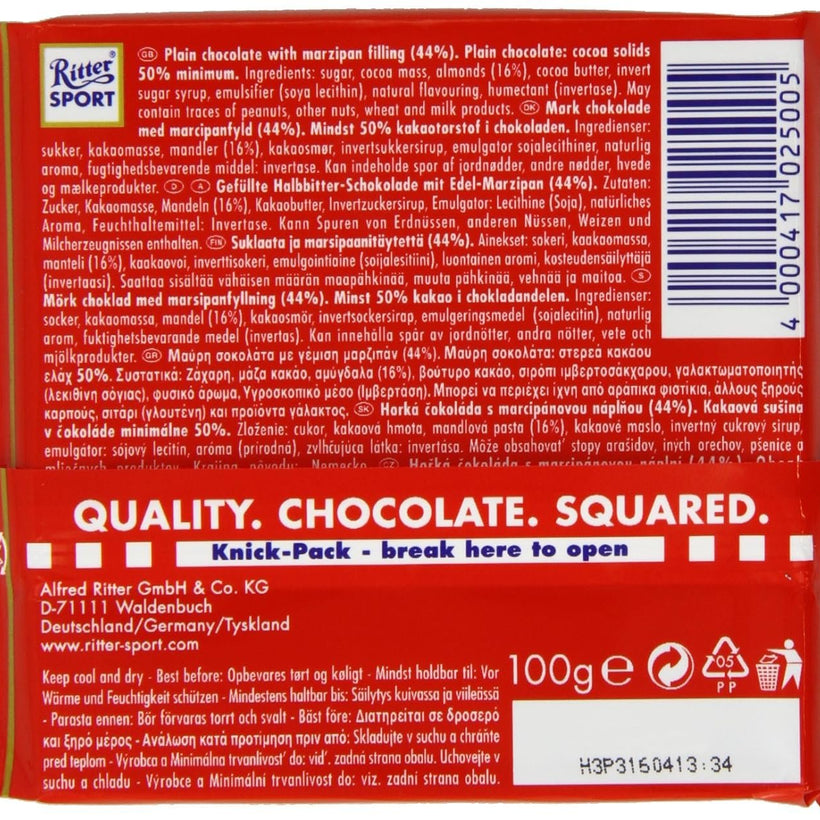 Ritter®
SPORT
GB Plain chocolate with marzipan filling (44%). Plain chocolate: cocoa solids
50% minimum. Ingredients: sugar, cocoa mass, almonds (16%), cocoa butter, invert
sugar syrup, emulsifier (soya lecithin), natural flavouring, humectant (invertase). May
contain traces of peanuts, other nuts, wheat and milk products. DK Mørk chokolade
med marcipanfyld (44%). Mindst 50% kakaotørstof i chokoladen. Ingredienser:
sukker, kakaomasse, mandler (16%), kakaosmør, invertsukkersirup, emulgator sojalecithiner, naturlig
aroma, fugtighedsbevarende middel: invertase. Kan indeholde spor af jordnødder, andre nødder, hvede
og mælkeprodukter. D A Gefüllte Halbbitter-Schokolade mit Edel-Marzipan (44%). Zutaten:
Zucker, Kakaomasse, Mandeln (16%), Kakaobutter, Invertzuckersirup, Emulgator: Lecithine (Soja), natürliches
Aroma, Feuchthaltemittel: Invertase. Kann Spuren von Erdnüssen, anderen Nüssen, Weizen und
Milcherzeugnissen enthalten. FIN Suklaata ja marsipaanitäytettä (44%). Ainekset: sokeri, kaakaomassa,
manteli (16%), kaakaovoi, inverttisokeri, emulgointiaine (soijalesitiini), luontainen aromi, kosteudensäilyttäjä
(invertaasi). Saattaa sisältää vähäisen määrän maapähkinää, muuta pähkinää, vehnää ja maitoa. S
Mörk choklad med marsipanfyllning (44%). Minst 50% kakao i chokladandelen. Ingredienser:
socker, kakaomassa, mandel (16%), kakaosmör, invertsockersirap, emulgeringsmedel (sojalecitin), naturlig
arom, fuktighetsbevarande medel (invertas). Kan innehålla spår av jordnötter, andra nötter, vete och
mjölkprodukter. GR Μαύρη σοκολάτα με γέμιση μαρζιπάν (44%). Μαύρη σοκολάτα: στερεά κακάου
ελάχ 50%. Συστατικά: Ζάχαρη, μάζα κακάο, αμύγδαλα (16%), βούτυρο κακάο, σιρόπι ιμβερτοσάκχαρου, γαλακτωματοποιητής
(λεκιθίνη σόγιας), φυσικό άρωμα, Υγροσκοπικό μέσο (Ιμβερτάση). Μπορεί να περιέχει ίχνη από αράπικα φιστίκια, άλλους ξηρούς
καρπούς, σιτάρι (γλουτένη) και προϊόντα γάλακτος. SK Horká čokoláda s marcipánovou náplňou (44%). Kakaová sušina
v čokoláde minimálne 50%. Zloženie: cukor, kakaová hmota, mandlová pasta (16%), kakaové maslo, invertný cukrový sirup,
emulgátor: sójový lecitín, aróma (prírodná), zvlhčujúca látka: invertása. Môže obsahovať stopy arašidov, iných orechov, pšenice a
mliečnych produktov. Krajina pôvodu: Nemecko. CZ Hořká čokoláda s marcipánovou náplní (44%). Obsah
4 000417 025005
QUALITY. CHOCOLATE. SQUARED.
Knick-Pack - break here to open
Alfred Ritter GmbH & Co. KG
D-71111 Waldenbuch
Deutschland/Germany/Tyskland
www.ritter-sport.com
Keep cool and dry - Best before: Opbevares tørt og køligt - Mindst holdbar til: Vor
Wärme und Feuchtigkeit schützen - Mindestens haltbar bis: Säilytys kuivassa ja viileässä
- Parasta ennen: Bör förvaras torrt och svalt - Bäst före: Διατηρείται σε δροσερό
και ξηρό μέρος - Ανάλωση κατά προτίμηση πριν από: Skladujte v suchu a chráňte
pred teplom - Výrobca a Minimálna trvanlivosť do: viď. zadná strana obalu. Uchovejte v
suchu a chladu - Výrobce a Minimální trvanlivost do: viz. zadní strana obalu.
100g e
05
PP
H3P3160413:34